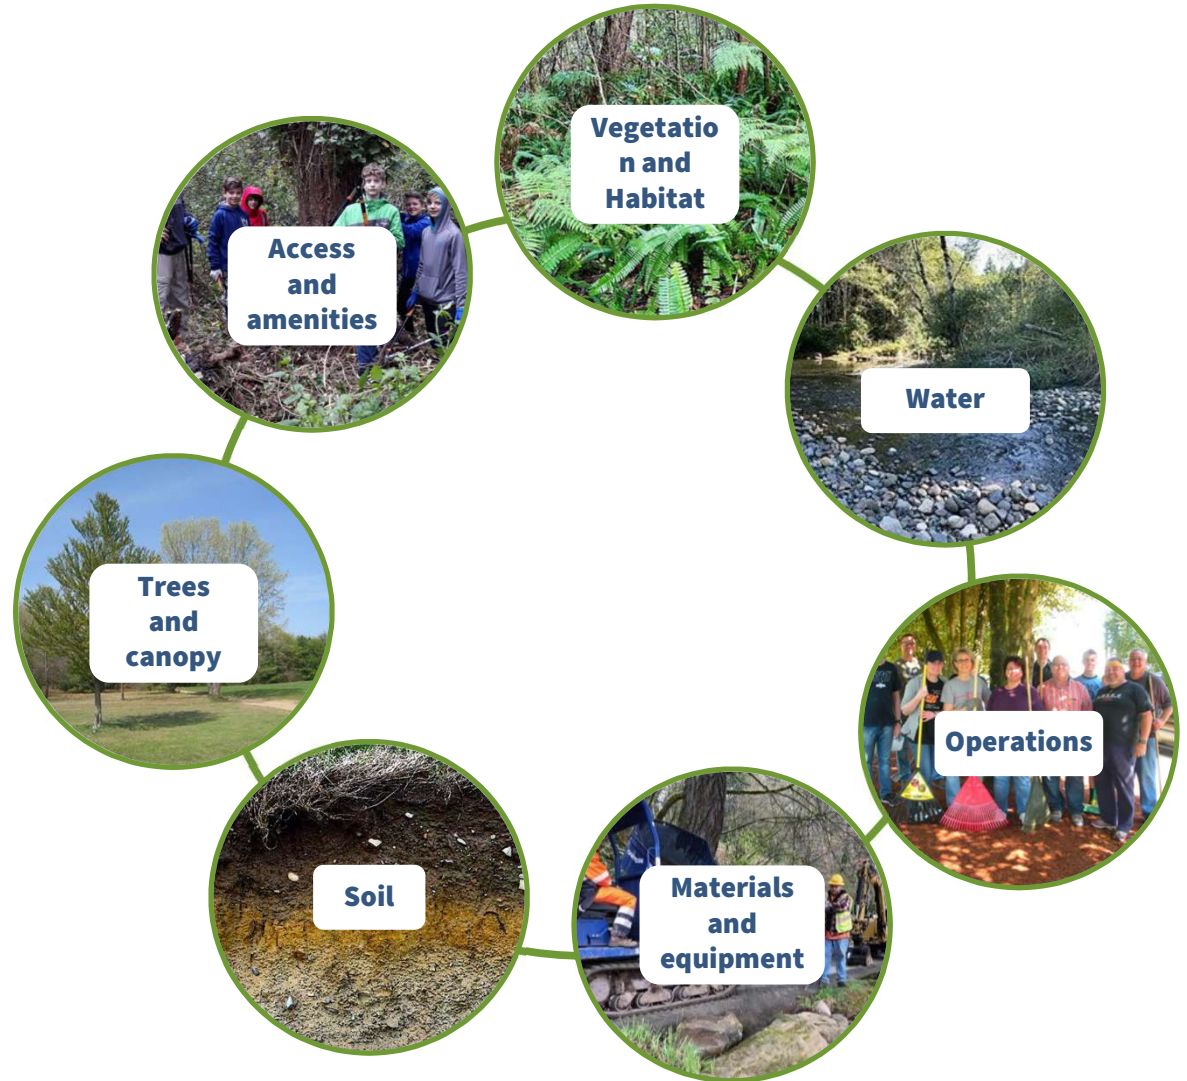 Vegetatio
n and
Habitat
Access
and
amenities
Water
Trees
and
canopy
Operations
Materials
and
equipment
Soil